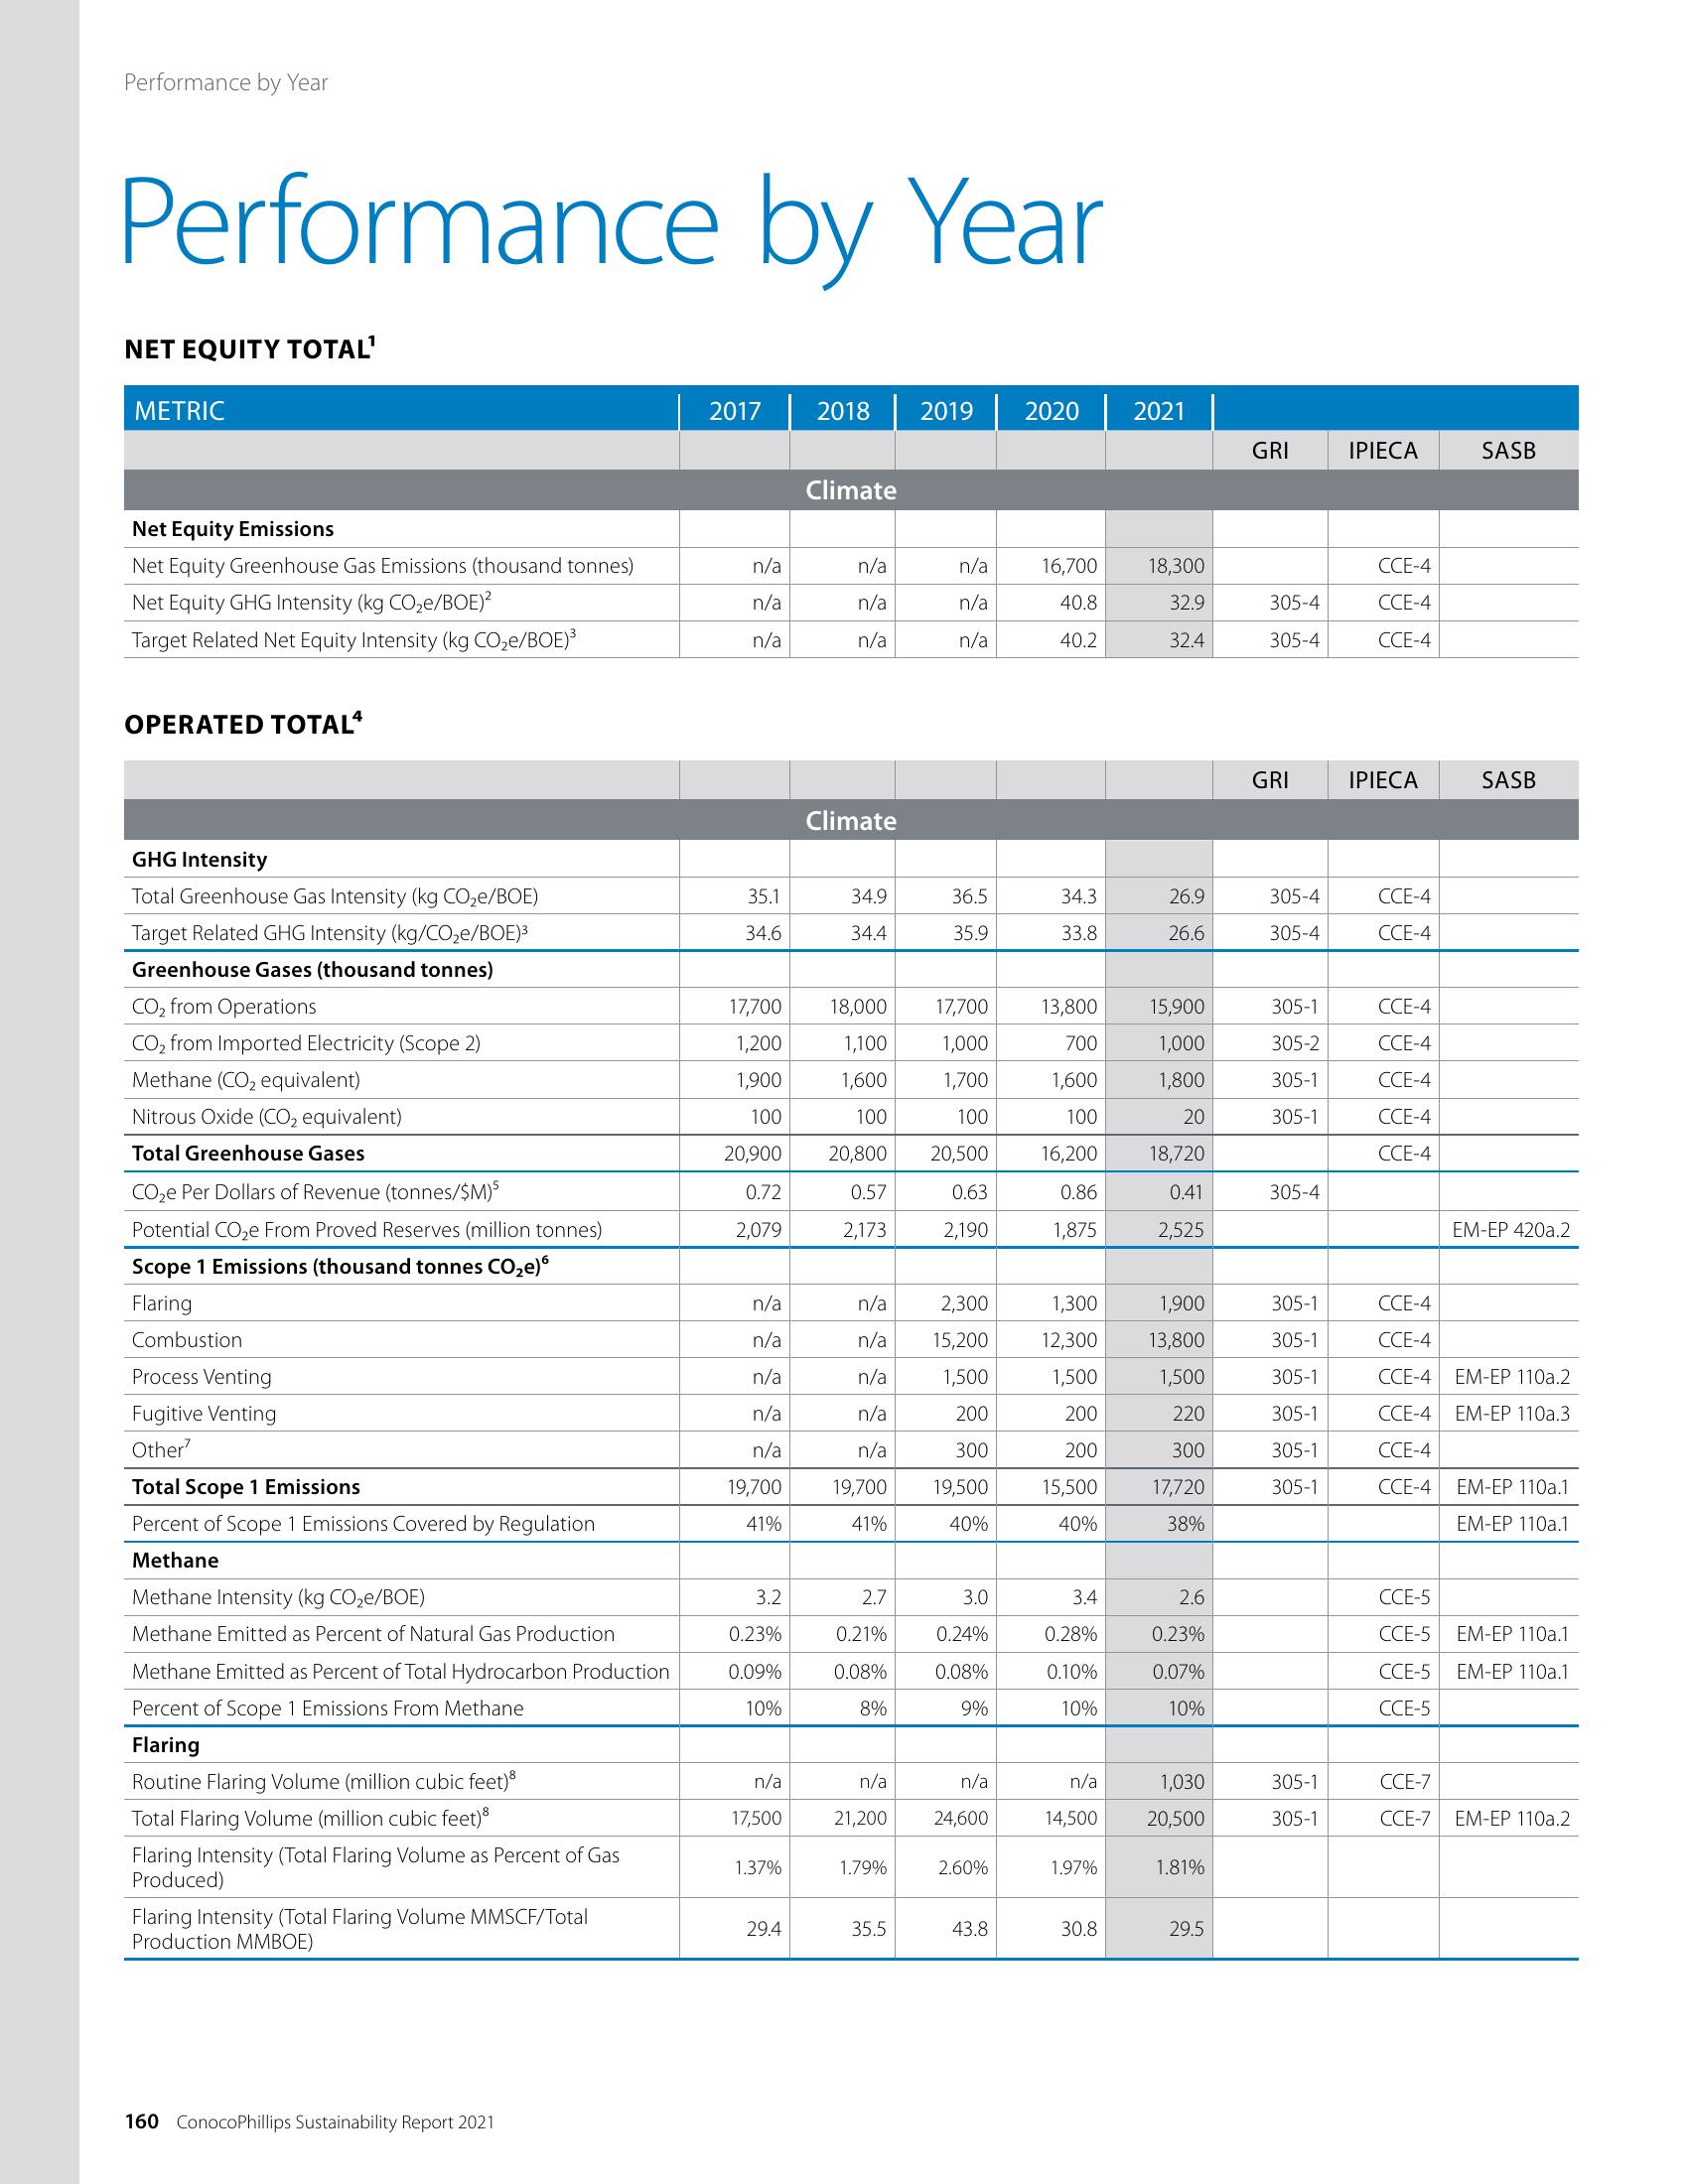 Performance by Year
Performance by Year
NET EQUITY TOTAL¹
METRIC 2017 2018 2019 2020 2021
GRI IPIECA SASB
Climate
Net Equity Emissions
Net Equity Greenhouse Gas Emissions (thousand tonnes) n/a n/a n/a 16,700 18,300 CCE-4
Net Equity GHG Intensity (kg CO₂e/BOE)² n/a n/a n/a 40.8 32.9 305-4 CCE-4
Target Related Net Equity Intensity (kg CO₂e/BOE)³ n/a n/a n/a 40.2 32.4 305-4 CCE-4
OPERATED TOTAL⁴
GRI IPIECA SASB
Climate
GHG Intensity
Total Greenhouse Gas Intensity (kg CO₂e/BOE) 35.1 34.9 36.5 34.3 26.9 305-4 CCE-4
Target Related GHG Intensity (kg/CO₂e/BOE)³ 34.6 34.4 35.9 33.8 26.6 305-4 CCE-4
Greenhouse Gases (thousand tonnes)
CO₂ from Operations 17,700 18,000 17,700 13,800 15,900 305-1 CCE-4
CO₂ from Imported Electricity (Scope 2) 1,200 1,100 1,000 700 1,000 305-2 CCE-4
Methane (CO₂ equivalent) 1,900 1,600 1,700 1,600 1,800 305-1 CCE-4
Nitrous Oxide (CO₂ equivalent) 100 100 100 100 20 305-1 CCE-4
Total Greenhouse Gases 20,900 20,800 20,500 16,200 18,720 CCE-4
CO₂e Per Dollars of Revenue (tonnes/$M)⁵ 0.72 0.57 0.63 0.86 0.41 305-4
Potential CO₂e From Proved Reserves (million tonnes) 2,079 2,173 2,190 1,875 2,525 EM-EP 420a.2
Scope 1 Emissions (thousand tonnes CO₂e)⁶
Flaring n/a n/a 2,300 1,300 1,900 305-1 CCE-4
Combustion n/a n/a 15,200 12,300 13,800 305-1 CCE-4
Process Venting n/a n/a 1,500 1,500 1,500 305-1 CCE-4 EM-EP 110a.2
Fugitive Venting n/a n/a 200 200 220 305-1 CCE-4 EM-EP 110a.3
Other⁷ n/a n/a 300 200 300 305-1 CCE-4
Total Scope 1 Emissions 19,700 19,700 19,500 15,500 17,720 305-1 CCE-4 EM-EP 110a.1
Percent of Scope 1 Emissions Covered by Regulation 41% 41% 40% 40% 38% EM-EP 110a.1
Methane
Methane Intensity (kg CO₂e/BOE) 3.2 2.7 3.0 3.4 2.6 CCE-5
Methane Emitted as Percent of Natural Gas Production 0.23% 0.21% 0.24% 0.28% 0.23% CCE-5 EM-EP 110a.1
Methane Emitted as Percent of Total Hydrocarbon Production 0.09% 0.08% 0.08% 0.10% 0.07% CCE-5 EM-EP 110a.1
Percent of Scope 1 Emissions From Methane 10% 8% 9% 10% 10% CCE-5
Flaring
Routine Flaring Volume (million cubic feet)⁸ n/a n/a n/a n/a 1,030 305-1 CCE-7
Total Flaring Volume (million cubic feet)⁸ 17,500 21,200 24,600 14,500 20,500 305-1 CCE-7 EM-EP 110a.2
Flaring Intensity (Total Flaring Volume as Percent of Gas
Produced) 1.37% 1.79% 2.60% 1.97% 1.81%
Flaring Intensity (Total Flaring Volume MMSCF/Total
Production MMBOE) 29.4 35.5 43.8 30.8 29.5
160 ConocoPhillips Sustainability Report 2021